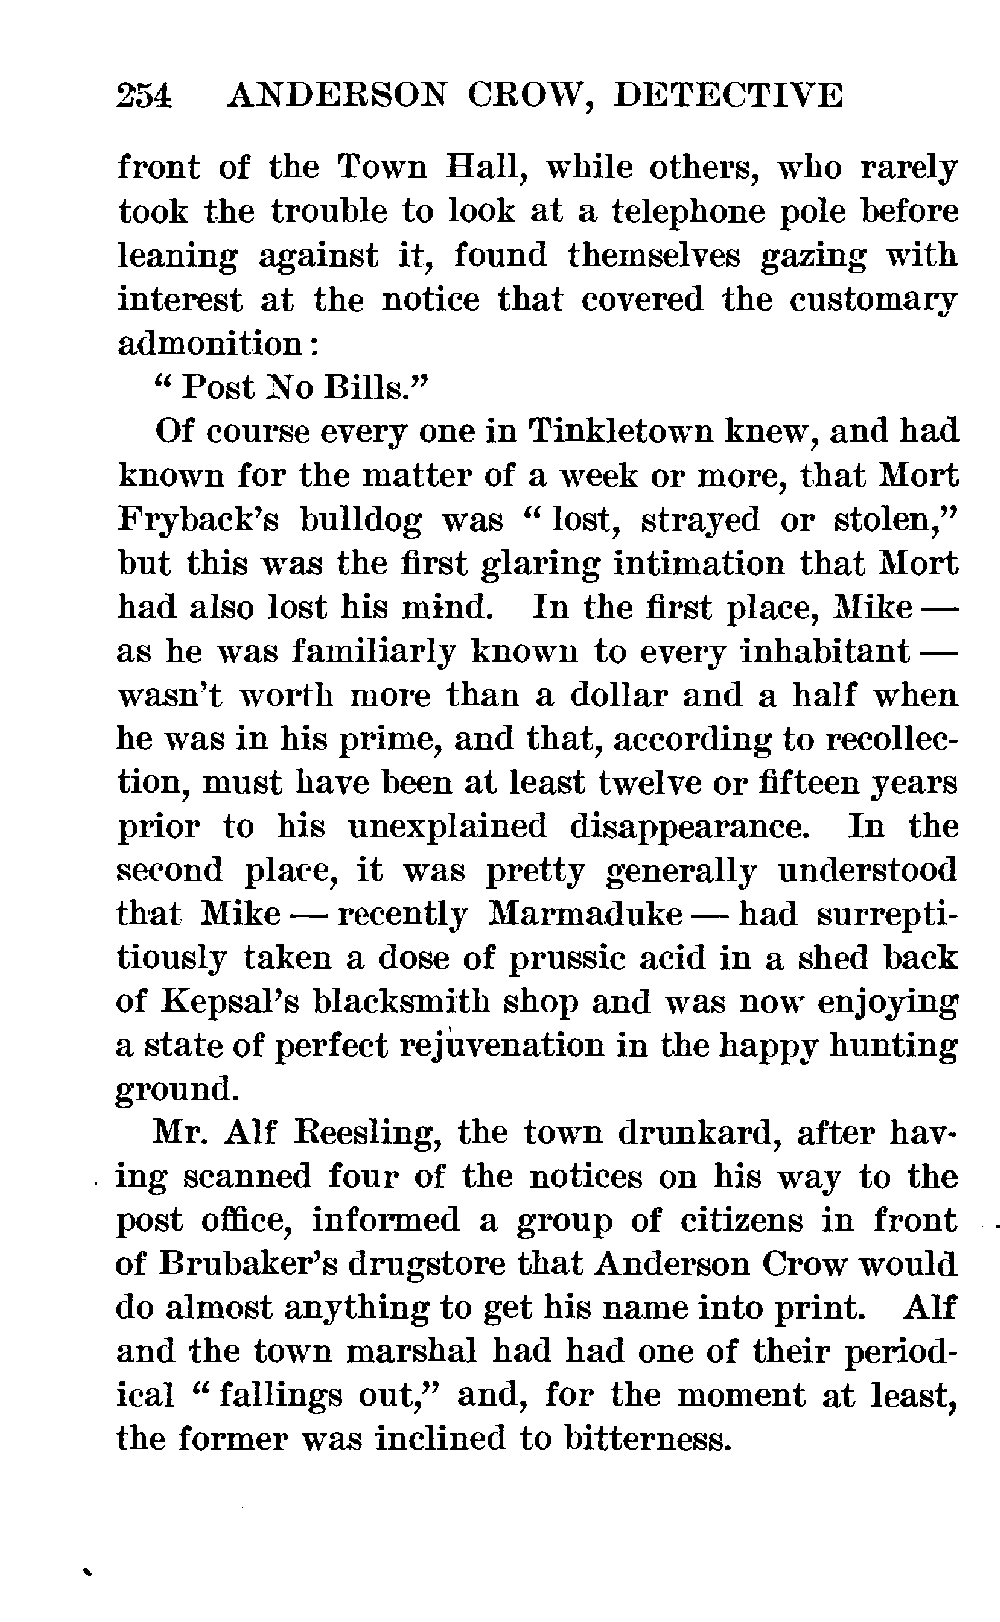 254 ANDERSON CROW, DETECTIVE
front of the Town Hall, while others, who rarely
took the trouble to look at a telephone pole before
leaning against it, found themselves gazing with
interest at the notice that covered the customary
admonition:
“ Post No Bills.”
Of course every one in Tinkletown knew, and had
known for the matter of a week or more, that Mort
Fryback’s bulldog was “ lost, strayed or stolen,”
but this was the first glaring intimation that Mort
had also lost his mind. In the first place, Mike —
as he was familiarly known to every inhabitant —
wasn’t worth more than a dollar and a half when
he was in his prime, and that, according to recollec-
tion, must have been at least twelve or fifteen years
prior to his unexplained disappearance. In the
second place, it was pretty generally understood
that Mike — recently Marmaduke — had surrepti-
tiously taken a dose of prussic acid in a shed back
of Kepsal’s blacksmith shop and was now enjoying
a state of perfect rejuvenation in the happy hunting
ground.
Mr. Alf Reesling, the town drunkard, after hav-
ing scanned four of the notices on his way to the
post office, informed a group of citizens in front
of Brubaker’s drugstore that Anderson Crow would
do almost anything to get his name into print. Alf
and the town marshal had had one of their period-
ical “ fallings out,” and, for the moment at least,
the former was inclined to bitterness.